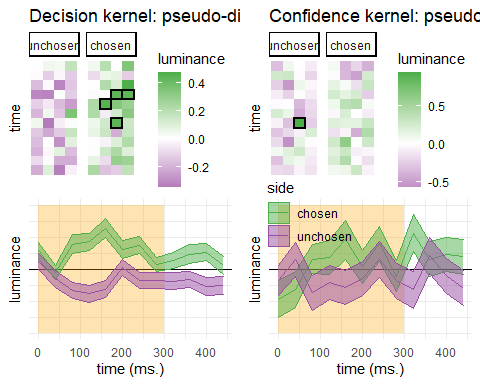 Decision kernel: pseudo-di
Confidence kernel: pseudo
unchosen
chosen
luminance
0.4
0.2
0.0
-0.2
time
unchosen
chosen
luminance
0.5
0.0
-0.5
time
side
chosen
unchosen
luminance
0 100 200 300 400
time (ms.)
luminance
0 100 200 300 400
time (ms.)